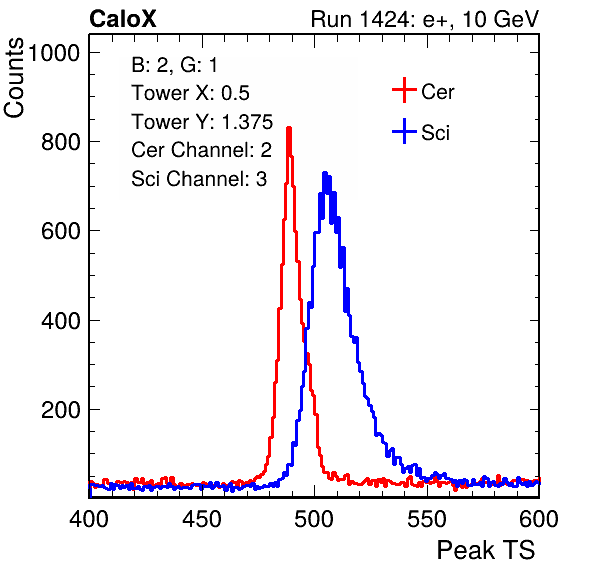 CaloX Run 1424: e+, 10 GeV
Counts
1000
800
600
400
200
B: 2, G: 1
Tower X: 0.5
Tower Y: 1.375
Cer Channel: 2
Sci Channel: 3
Cer
Sci
400 450 500 550 600
Peak TS